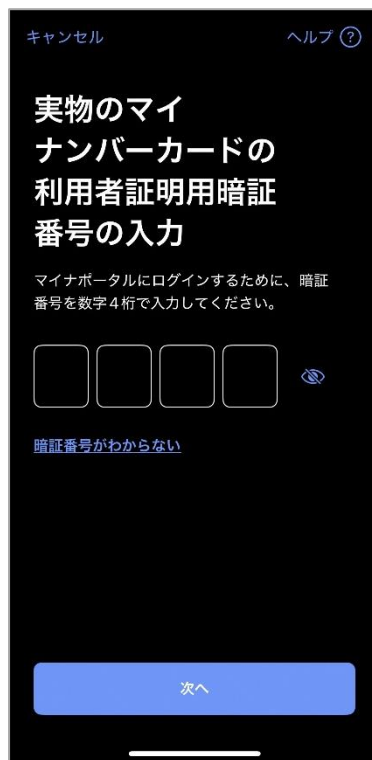 キャンセル
ヘルプ ?
実物のマイ
ナンバーカードの
利用者証明用暗証
番号の入力
マイナポータルにログインするために、暗証
番号を数字4桁で入力してください。
暗証番号がわからない
次へ